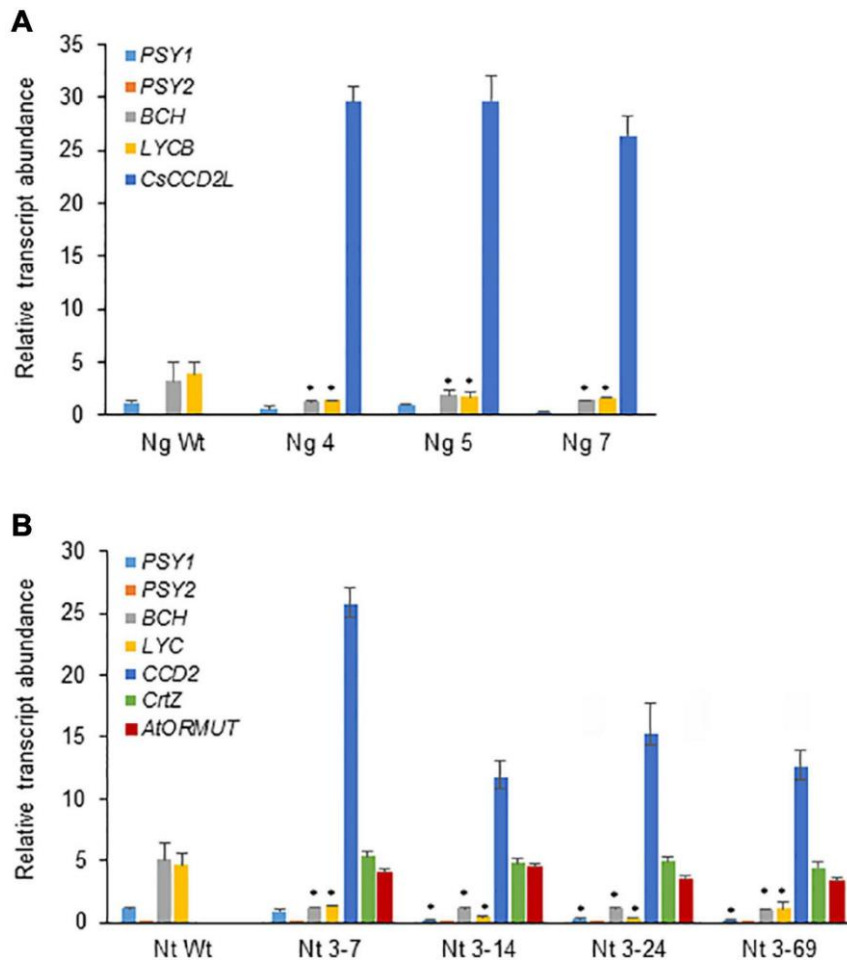 A
Relative transcript abundance
35
30
25
20
15
10
5
0
PSY1
PSY2
BCH
LYCB
CsCCD2L
* * * * * *
Ng Wt Ng 4 Ng 5 Ng 7
B
Relative transcript abundance
30
25
20
15
10
5
0
PSY1
PSY2
BCH
LYC
CCD2
CrtZ
AtORMUT
* * * * * * * * * * *
Nt Wt Nt 3-7 Nt 3-14 Nt 3-24 Nt 3-69